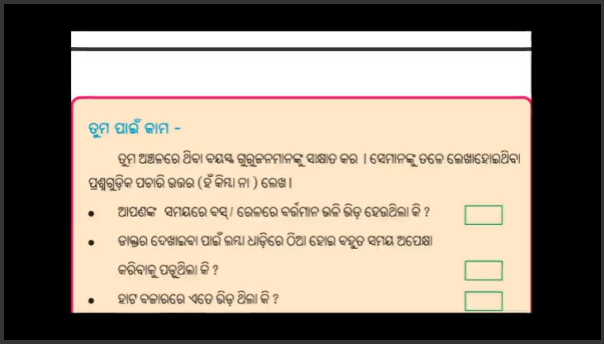 ତୁମ ପାଇଁ କାମ -
ତୁମ ଅଞ୍ଚଳରେ ଥିବା ବୟସ୍କ ଗୁରୁଜନମାନଙ୍କୁ ସାକ୍ଷାତ କର । ସେମାନଙ୍କୁ ତଳେ ଲେଖାହୋଇଥିବା
ପ୍ରଶ୍ନଗୁଡ଼ିକ ପଚାରି ଉତ୍ତର (ହଁ କିମ୍ବା ନା ) ଲେଖ ।
• ଆପଣଙ୍କ ସମୟରେ ବସ୍ / ରେଳରେ ବର୍ତ୍ତମାନ ଭଳି ଭିଡ଼ ହେଉଥିଲା କି ?
• ଡାକ୍ତର ଦେଖାଇବା ପାଇଁ ଲମ୍ବା ଧାଡ଼ିରେ ଠିଆ ହୋଇ ବହୁତ ସମୟ ଅପେକ୍ଷା
କରିବାକୁ ପଡୁଥିଲା କି ?
• ହାଟ ବଜାରରେ ଏତେ ଭିଡ଼ ଥିଲା କି ?